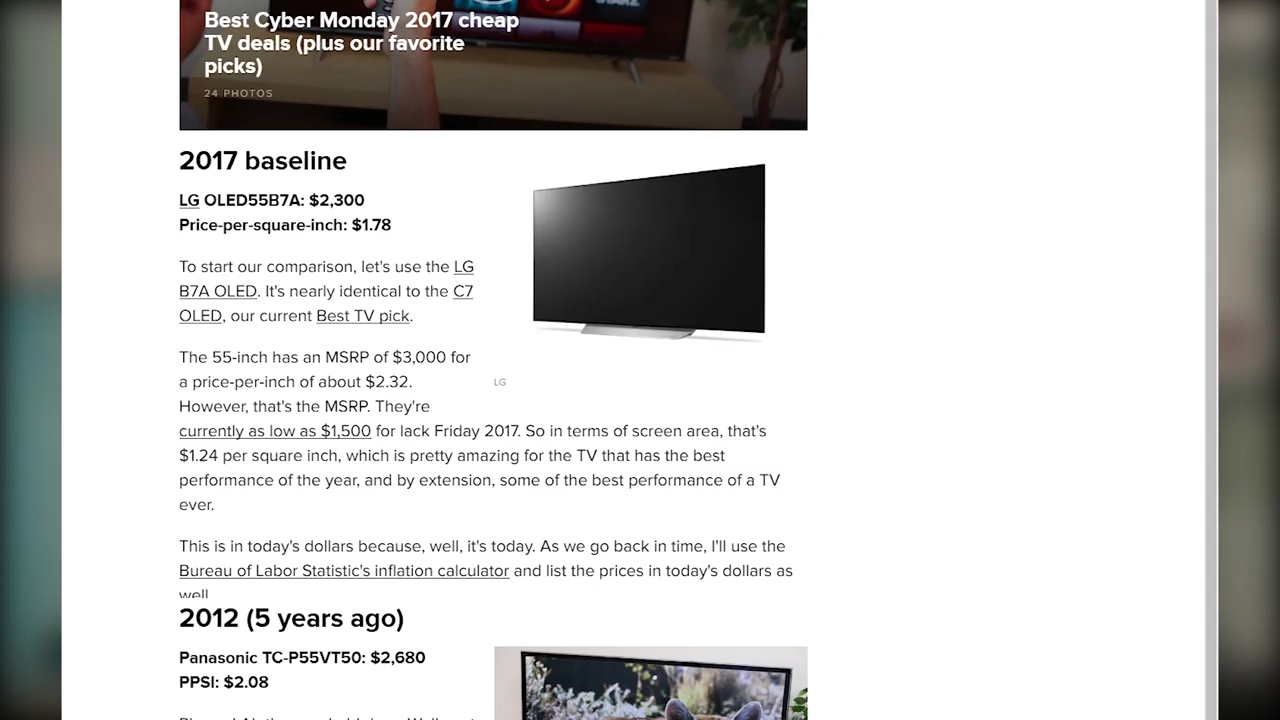 Best Cyber Monday 2017 cheap
TV deals (plus our favorite
picks)
24 PHOTOS
2017 baseline
LG OLED55B7A: $2,300
Price-per-square-inch: $1.78
To start our comparison, let's use the LG
B7A OLED. It's nearly identical to the C7
OLED, our current Best TV pick.
The 55-inch has an MSRP of $3,000 for
a price-per-inch of about $2.32.
However, that's the MSRP. They're
LG
currently as low as $1,500 for lack Friday 2017. So in terms of screen area, that's
$1.24 per square inch, which is pretty amazing for the TV that has the best
performance of the year, and by extension, some of the best performance of a TV
ever.
This is in today's dollars because, well, it's today. As we go back in time, I'll use the
Bureau of Labor Statistic's inflation calculator and list the prices in today's dollars as
well
2012 (5 years ago)
Panasonic TC-P55VT50: $2,680
PPSI: $2.08